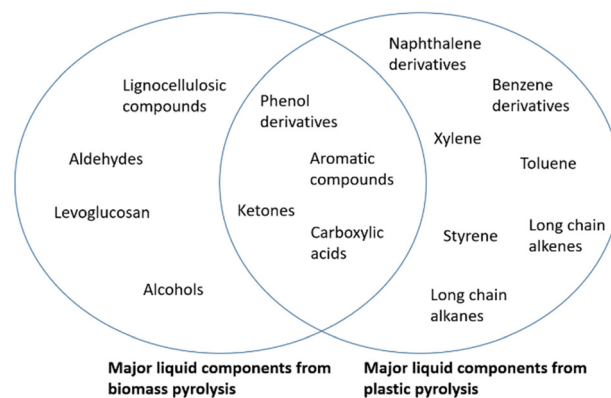 Naphthalene
derivatives
Lignocellulosic
compounds
Benzene
derivatives
Phenol
derivatives
Xylene
Aldehydes
Aromatic
compounds
Toluene
Levoglucosan
Ketones
Carboxylic
acids
Styrene
Long chain
alkenes
Alcohols
Long chain
alkanes
Major liquid components from
biomass pyrolysis
Major liquid components from
plastic pyrolysis